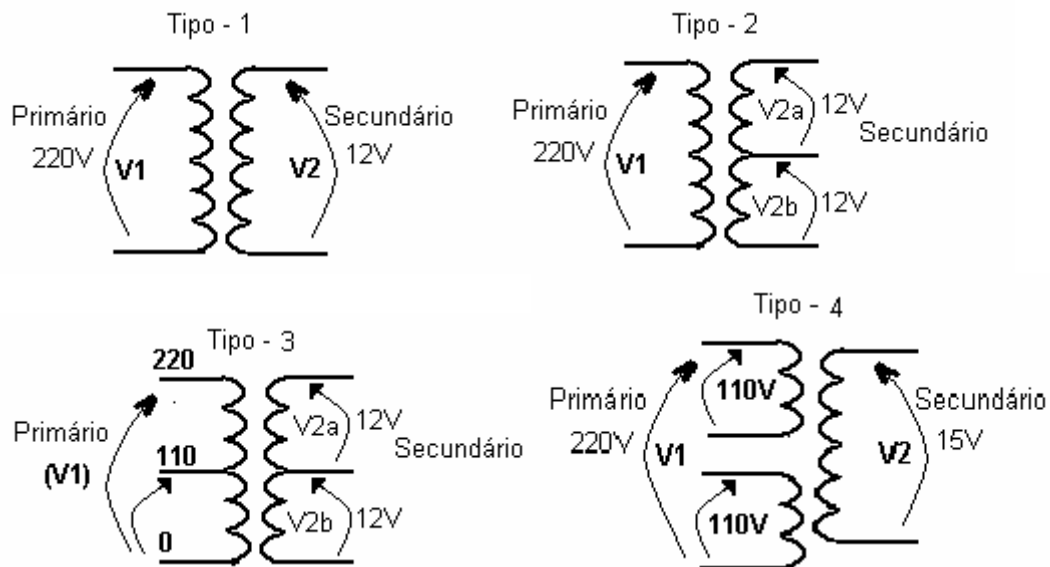 Tipo - 1
Primário
220V
V1
V2
Secundário
12V
Tipo - 2
Primário
220V
V1
V2a
12V
Secundário
V2b
12V
Tipo - 3
220
Primário
(V1)
110
0
V2a
12V
Secundário
V2b
12V
Tipo - 4
Primário
220V
V1
110V
110V
V2
Secundário
15V